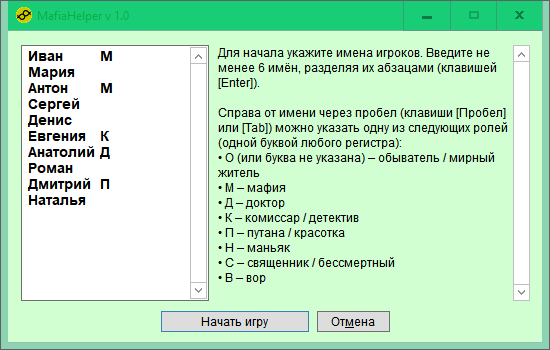 MafiaHelper v 1.0
Иван М
Мария
Антон М
Сергей
Денис
Евгения К
Анатолий Д
Роман
Дмитрий П
Наталья
Для начала укажите имена игроков. Введите не
менее 6 имён, разделяя их абзацами (клавишей
[Enter]).
Справа от имени через пробел (клавиши [Пробел]
или [Tab]) можно указать одну из следующих ролей
(одной буквой любого регистра):
• О (или буква не указана) – обыватель / мирный
житель
• М – мафия
• Д – доктор
• К – комиссар / детектив
• П – путана / красотка
• Н – маньяк
• С – священник / бессмертный
• В – вор
Начать игру
Отмена